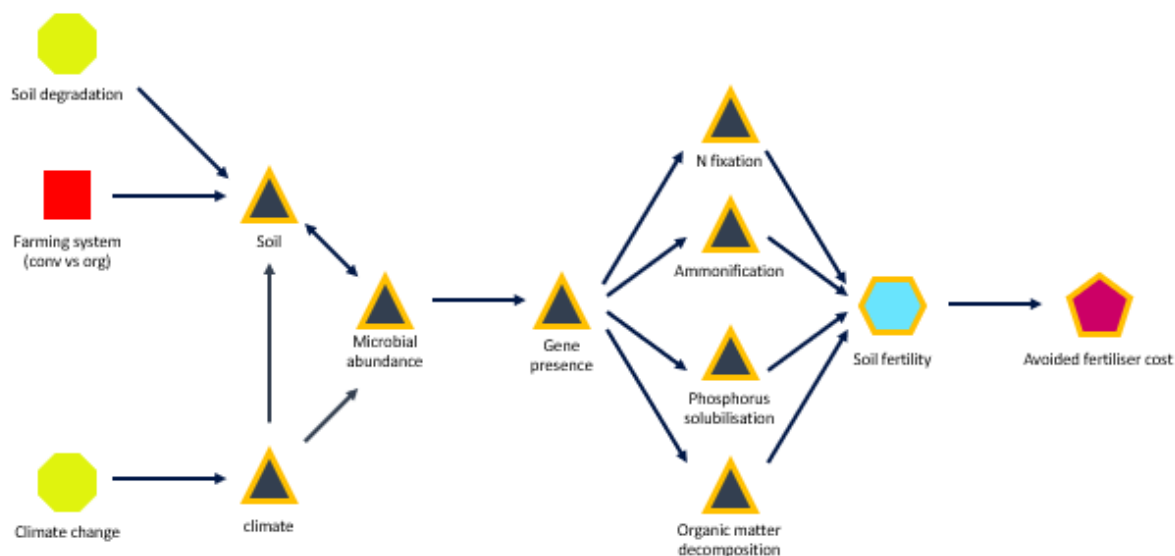 Soil degradation
Farming system
(conv vs org)
Soil
Climate change
climate
Microbial
abundance
Gene
presence
N fixation
Ammonification
Phosphorus
solubilisation
Organic matter
decomposition
Soil fertility
Avoided fertiliser cost